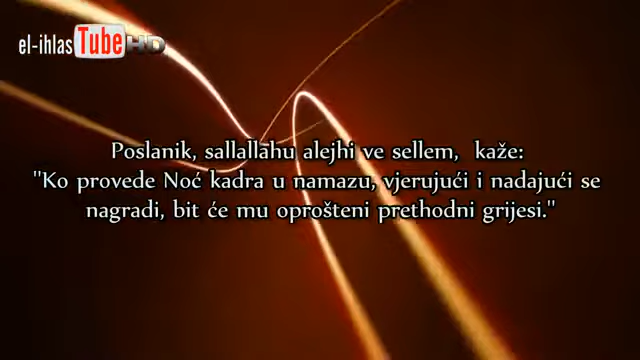 el-ihlas Tube HD
Poslanik, sallallahu alejhi ve sellem, kaže:
"Ko provede Noć kadra u namazu, vjerujući i nadajući se
nagradi, bit će mu oprošteni prethodni grijesi."